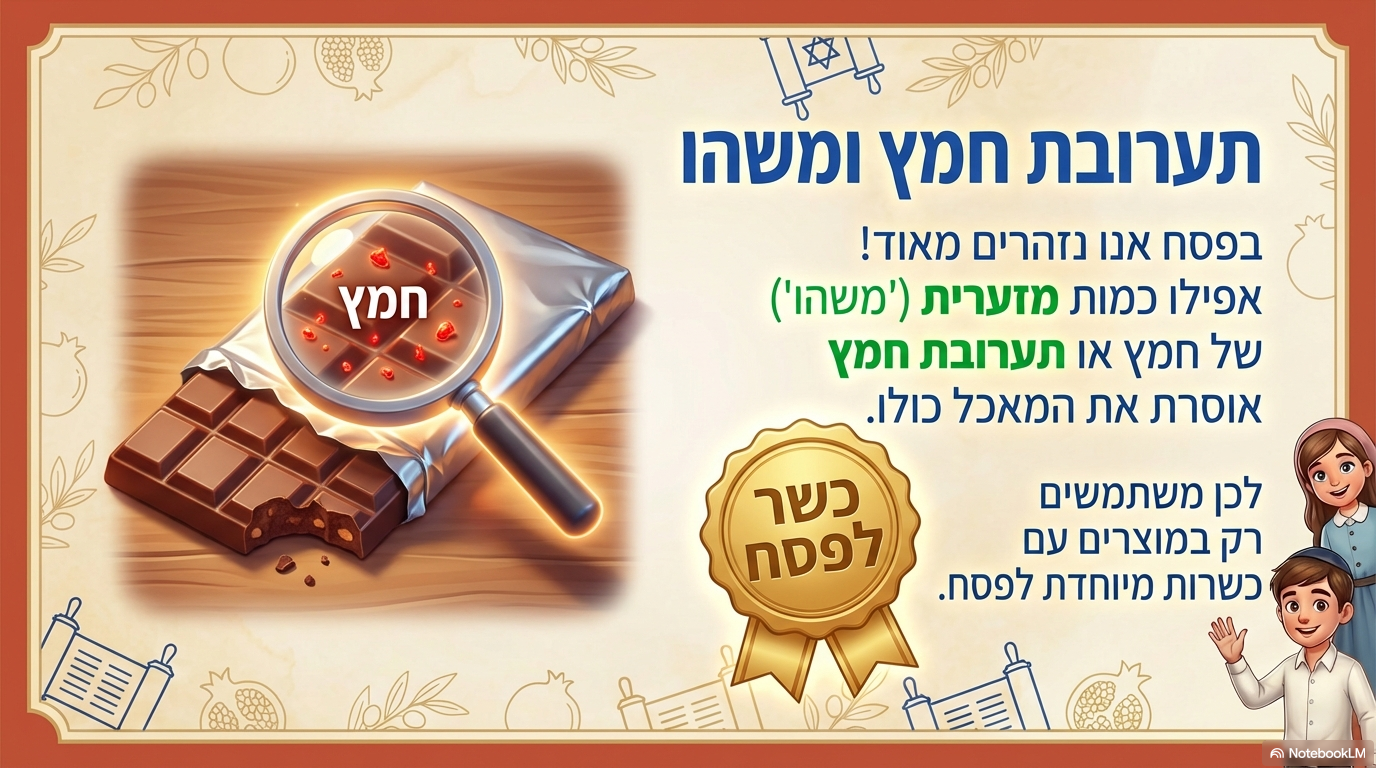 תערובת חמץ ומשהו
בפסח אנו נזהרים מאוד!
אפילו כמות מזערית ('משהו')
של חמץ או תערובת חמץ
אוסרת את המאכל כולו.
לכן משתמשים
רק במוצרים עם
כשרות מיוחדת לפסח.
כשר
לפסח
חמץ
NotebookLM